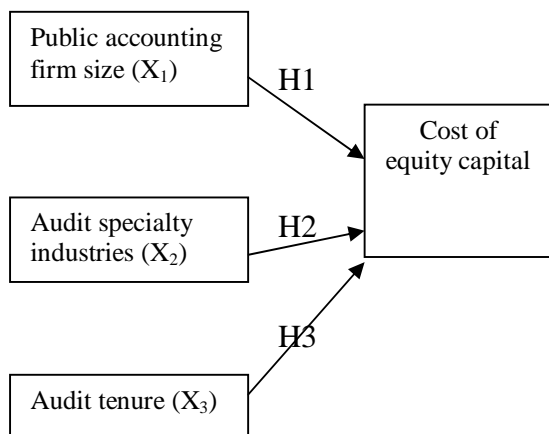 Public accounting
firm size (X₁)
H1
Cost of
equity capital
Audit specialty
industries (X₂)
H2
H3
Audit tenure (X₃)